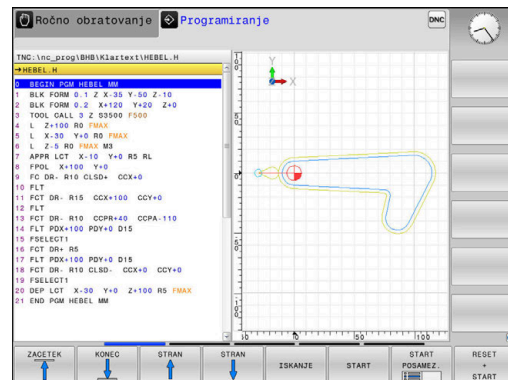 Ročno obratovanje
Programiranje
DNC
TNC:\nc_prog\BHB\Klartext\HEBEL.H
→HEBEL.H
0 BEGIN PGM HEBEL MM
1 BLK FORM 0.1 Z X-35 Y-50 Z-10
2 BLK FORM 0.2 X+120 Y+20 Z+0
3 TOOL CALL 3 Z S3500 F500
4 L Z+100 R0 FMAX
5 L X-30 Y+0 R0 FMAX
6 L Z-5 R0 FMAX M3
7 APPR LCT X-10 Y+0 R5 RL
8 FPOL X+100 Y+0
9 FC DR- R10 CLSD+ CCX+0
10 FLT
11 FCT DR- R15 CCX+100 CCY+0
12 FLT
13 FCT DR- R10 CCPR+40 CCPA-110
14 FLT PDX+100 PDY+0 D15
15 FSELECT1
16 FCT DR+ R5
17 FLT PDX+100 PDY+0 D15
18 FCT DR- R10 CLSD- CCX+0 CCY+0
19 FSELECT1
20 DEP LCT X-30 Y+0 Z+100 R5 FMAX
21 END PGM HEBEL MM
Y
X
0
50
100
ZACETEK
KONEC
STRAN
STRAN
ISKANJE
START
START
POSAMEZ.
RESET
+
START